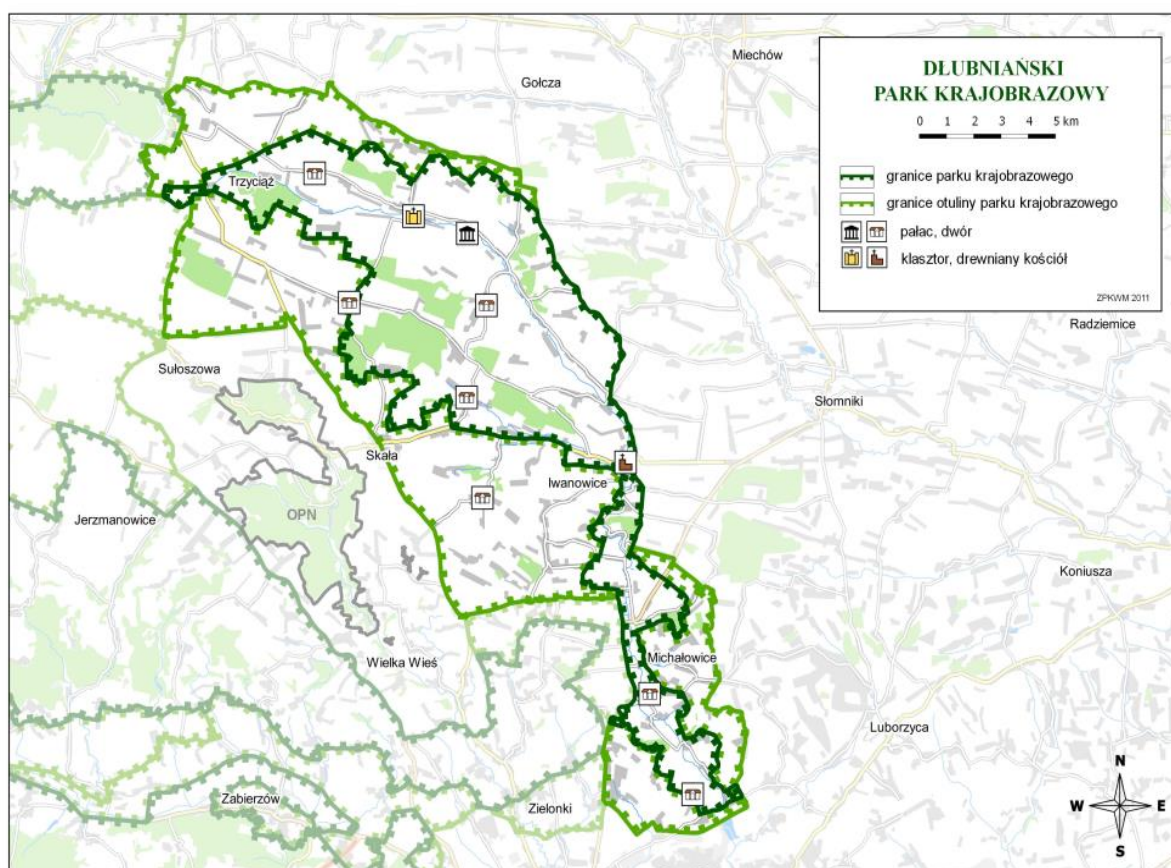 Miechów
Gołcza
DŁUBNIAŃSKI
PARK KRAJOBRAZOWY
0 1 2 3 4 5 km
granice parku krajobrazowego
granice otuliny parku krajobrazowego
pałac, dwór
klasztor, drewniany kościół
ZPKWM 2011
Trzyciąż
Radziemice
Sułoszowa
Słomniki
Skała
Iwanowice
Jerzmanowice
OPN
Koniusza
Wielka Wieś
Michałowice
Luborzyca
Zabierzów
Zielonki
N
W E
S